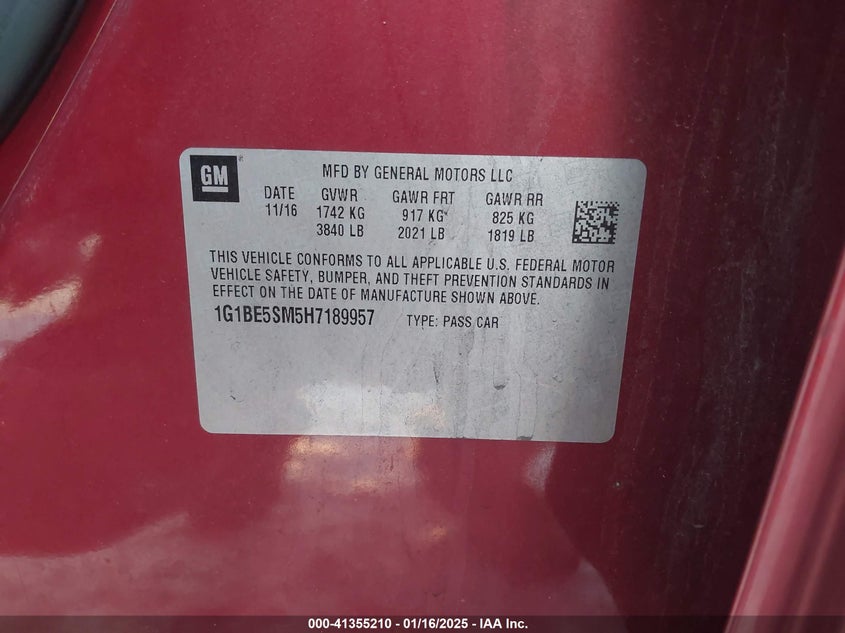 GM
MFD BY GENERAL MOTORS LLC
DATE GVWR GAWR FRT GAWR RR
11/16 1742 KG 917 KG 825 KG
3840 LB 2021 LB 1819 LB
THIS VEHICLE CONFORMS TO ALL APPLICABLE U.S. FEDERAL MOTOR
VEHICLE SAFETY, BUMPER, AND THEFT PREVENTION STANDARDS IN
EFFECT ON THE DATE OF MANUFACTURE SHOWN ABOVE.
1G1BE5SM5H7189957 TYPE: PASS CAR
000-41355210 - 01/16/2025 - IAA Inc.